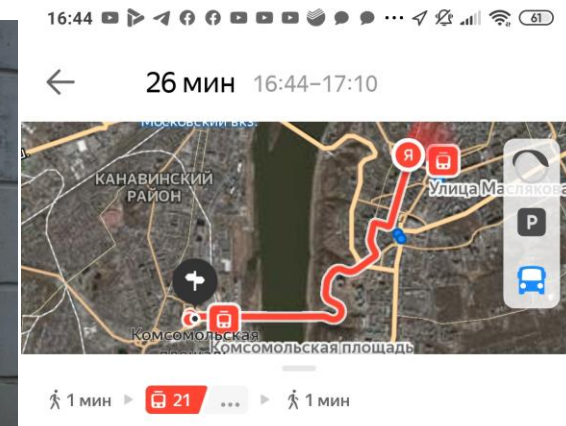 16:44 61
26 мин 16:44–17:10
МОСКОВСКИЙ ВКЗ.
КАНАВИНСКИЙ
РАЙОН
Я
Улица Маслякова
P
Комсомольская
площадь
Комсомольская площадь
1 мин 21 ... 1 мин